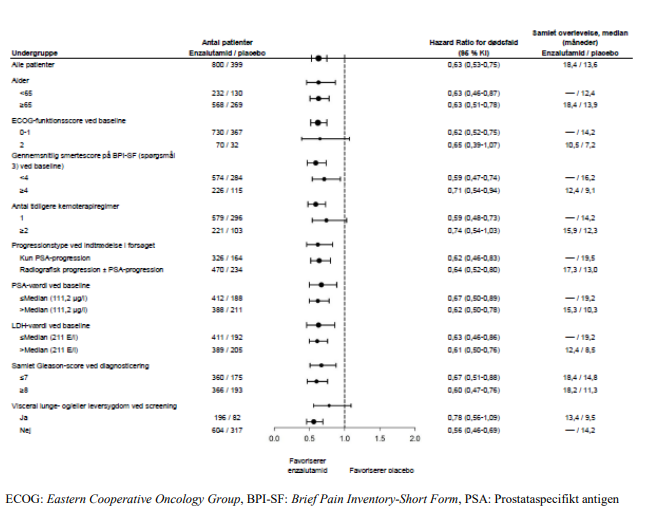 Undergruppe Antal patienter Enzalutamid / placebo Hazard Ratio for dødsfald (95 % KI) Samlet overlevelse, median (måneder) Enzalutamid / placebo
Alle patienter 800 / 399 0,63 (0,53-0,75) 18,4 / 13,6
Alder
<65 232 / 130 0,63 (0,46-0,87) — / 12,4
≥65 568 / 269 0,63 (0,51-0,78) 18,4 / 13,9
ECOG-funktionsscore ved baseline
0-1 730 / 367 0,62 (0,52-0,75) — / 14,2
2 70 / 32 0,65 (0,39-1,07) 10,5 / 7,2
Gennemsnitlig smertescore på BPI-SF (spørgsmål
3) ved baseline
<4 574 / 284 0,59 (0,47-0,74) — / 16,2
≥4 226 / 115 0,71 (0,54-0,94) 12,4 / 9,1
Antal tidligere kemoterapiregimer
1 579 / 296 0,59 (0,48-0,73) — / 14,2
≥2 221 / 103 0,74 (0,54-1,03) 15,9 / 12,3
Progressionstype ved indtrædelse i forsøget
Kun PSA-progression 326 / 164 0,62 (0,46-0,83) — / 19,5
Radiografisk progression ± PSA-progression 470 / 234 0,64 (0,52-0,80) 17,3 / 13,0
PSA-værdi ved baseline
≤Median (111,2 µg/l) 412 / 188 0,67 (0,50-0,89) — / 19,2
>Median (111,2 µg/l) 388 / 211 0,62 (0,50-0,78) 15,3 / 10,3
LDH-værdi ved baseline
≤Median (211 E/l) 411 / 192 0,63 (0,46-0,86) — / 19,2
>Median (211 E/l) 389 / 205 0,61 (0,50-0,76) 12,4 / 8,5
Samlet Gleason-score ved diagnosticering
≤7 360 / 175 0,67 (0,51-0,88) 18,4 / 14,8
≥8 366 / 193 0,60 (0,47-0,76) 18,2 / 11,3
Visceral lunge- og/eller leversygdom ved screening
Ja 196 / 82 0,78 (0,56-1,09) 13,4 / 9,5
Nej 604 / 317 0,56 (0,46-0,69) — / 14,2
0.0 0.5 1.0 1.5 2.0
Favoriserer
enzalutamid Favoriserer placebo
ECOG: Eastern Cooperative Oncology Group, BPI-SF: Brief Pain Inventory-Short Form, PSA: Prostataspecifikt antigen